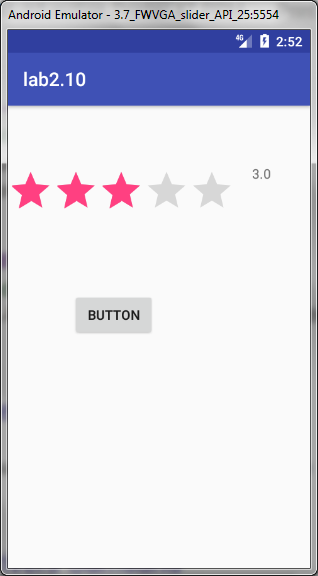 Android Emulator - 3.7_FWVGA_slider_API_25:5554
4G 2:52
lab2.10
3.0
BUTTON